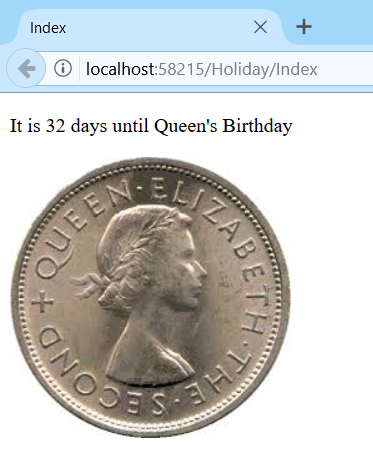 Index
localhost:58215/Holiday/Index
It is 32 days until Queen's Birthday
+ QUEEN · ELIZABETH · THE · SECOND